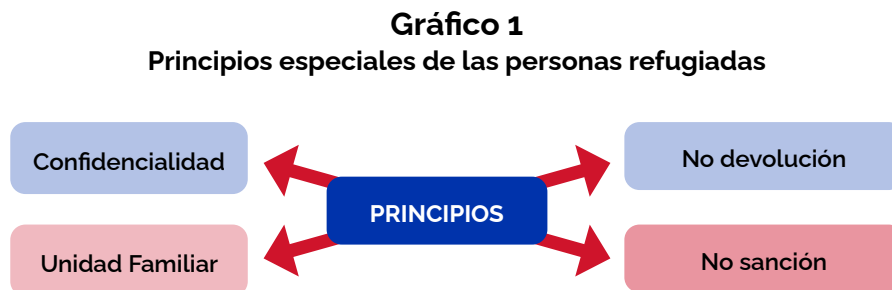 Gráfico 1
Principios especiales de las personas refugiadas
Confidencialidad
No devolución
PRINCIPIOS
Unidad Familiar
No sanción